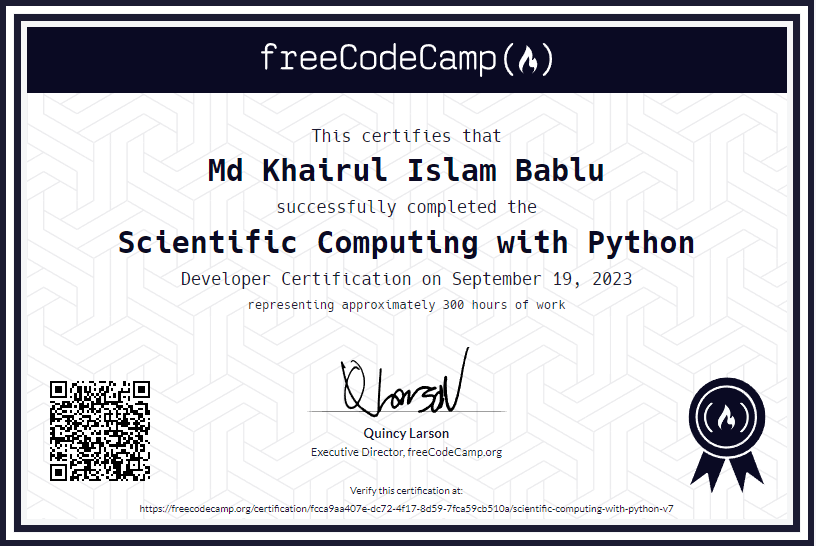 freeCodeCamp
This certifies that
Md Khairul Islam Bablu
successfully completed the
Scientific Computing with Python
Developer Certification on September 19, 2023
representing approximately 300 hours of work
QLarson
Quincy Larson
Executive Director, freeCodeCamp.org
Verify this certification at:
https://freecodecamp.org/certification/fcca9aa407e-dc72-4f17-8d59-7fca59cb510a/scientific-computing-with-python-v7